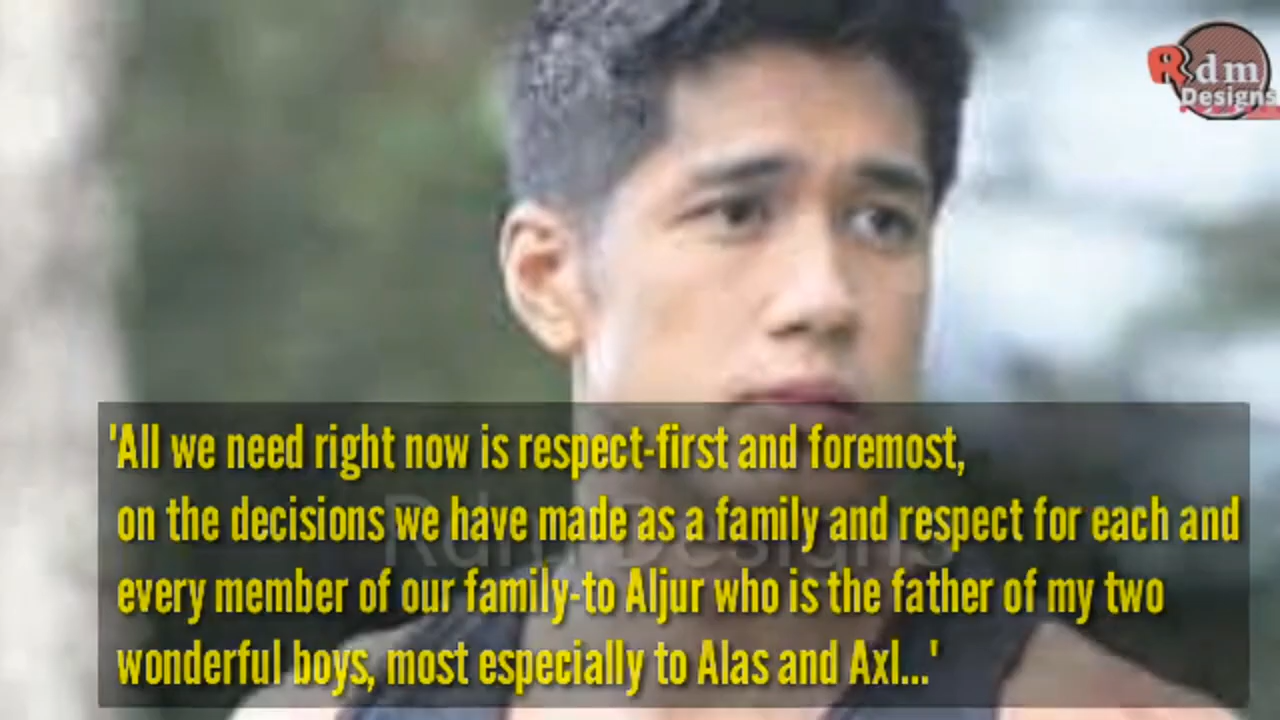 Rdm
Designs
'All we need right now is respect-first and foremost,
on the decisions we have made as a family and respect for each and
every member of our family-to Aljur who is the father of my two
wonderful boys, most especially to Alas and Axl...'
Rdm Designs